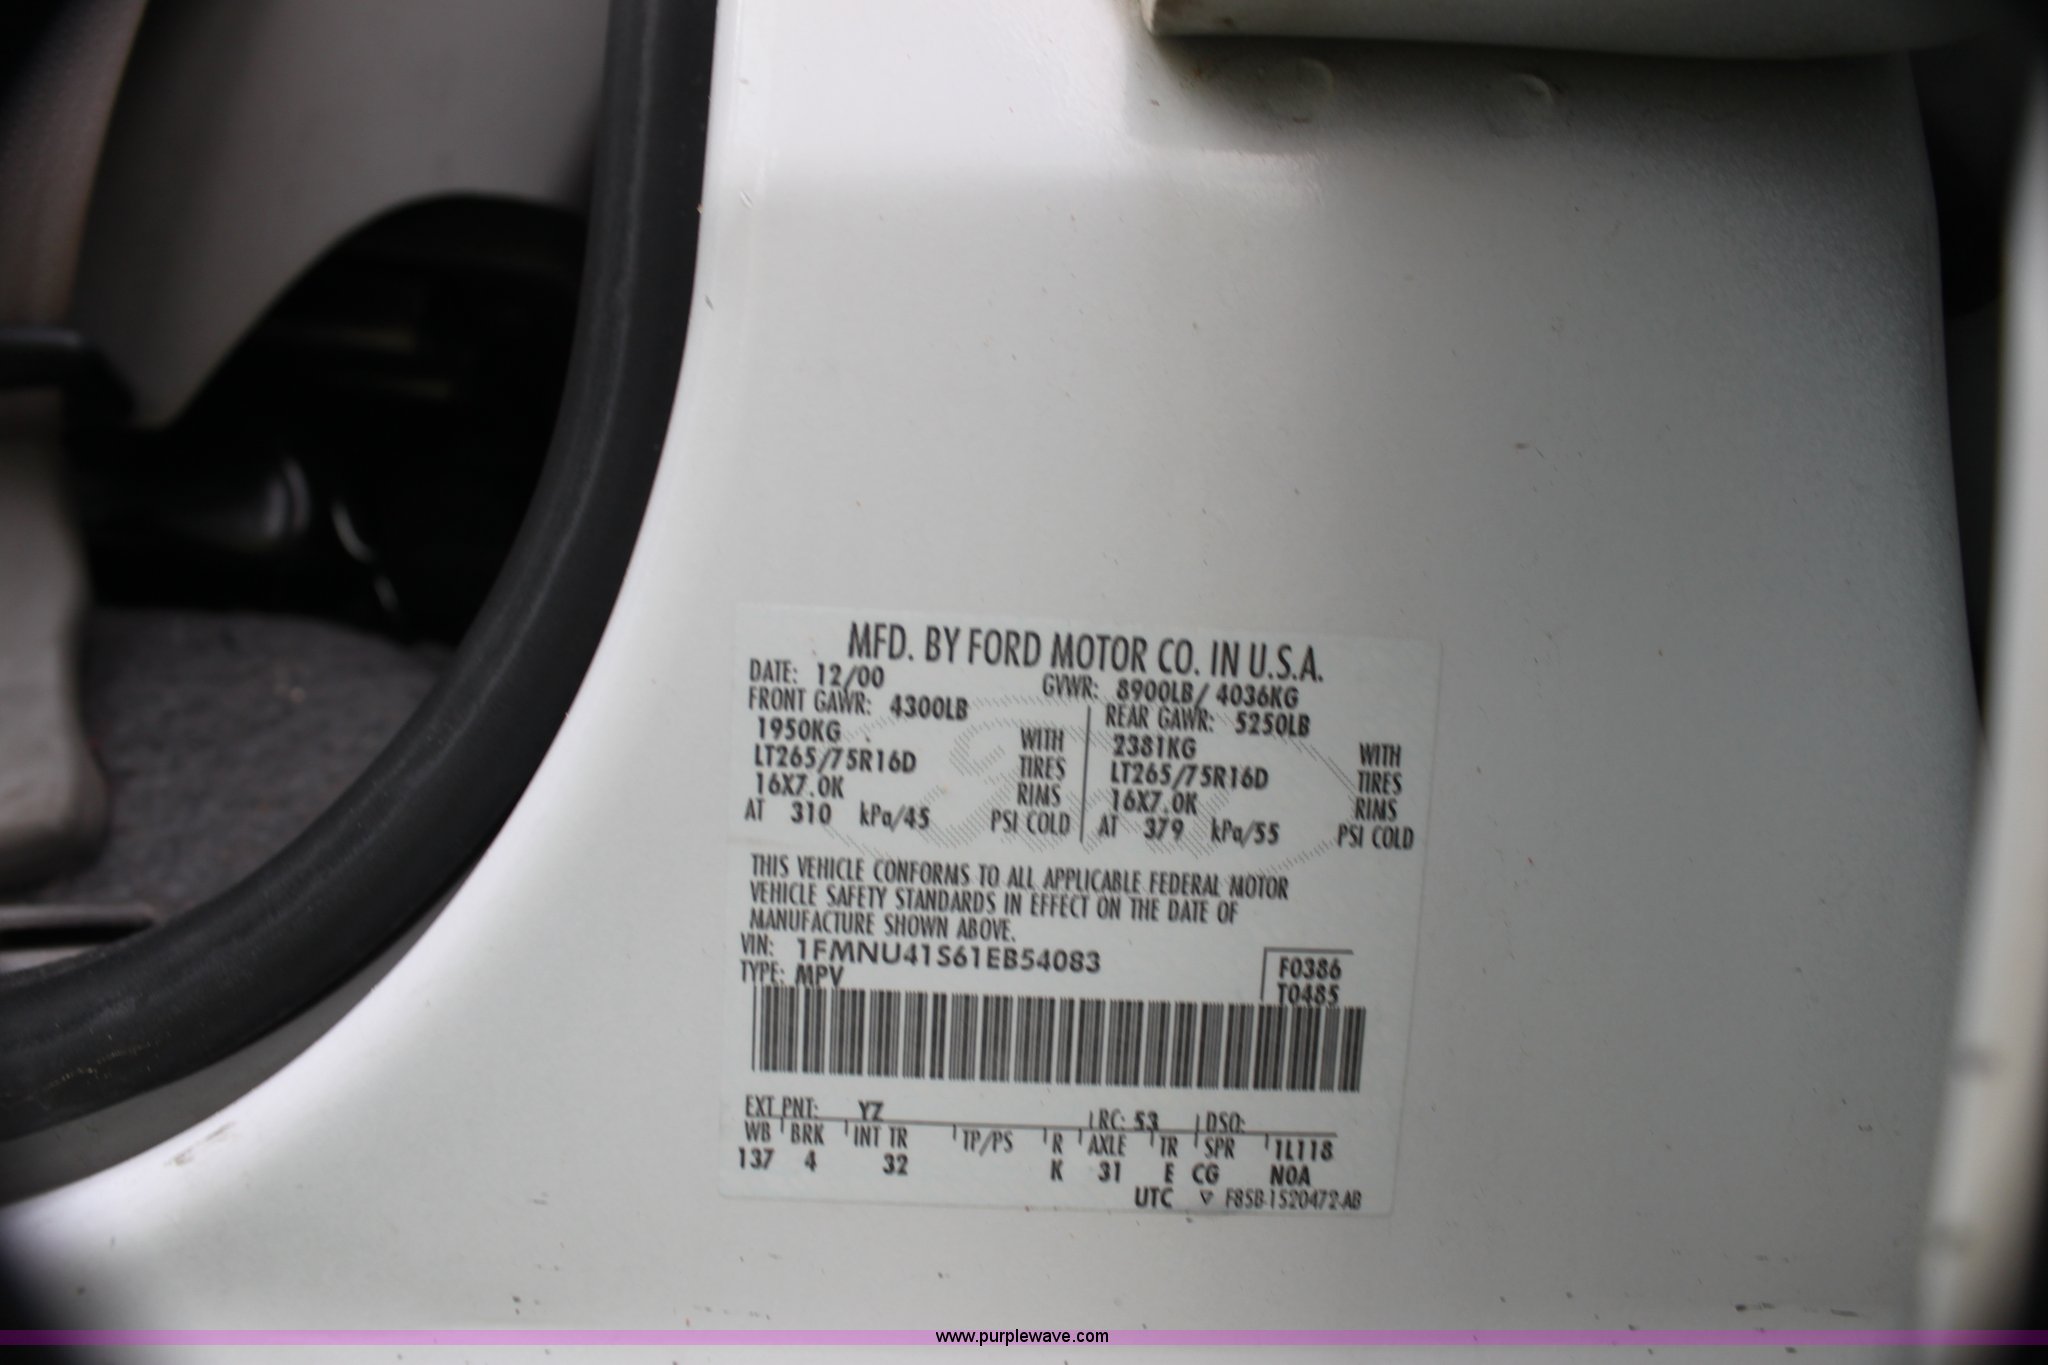 MFD. BY FORD MOTOR CO. IN U.S.A.
DATE: 12/00 GVWR: 8900LB/ 4036KG
FRONT GAWR: 4300LB REAR GAWR: 5250LB
1950KG WITH 2381KG WITH
LT265/75R16D TIRES LT265/75R16D TIRES
16X7.0K RIMS 16X7.0K RIMS
AT 310 kPa/45 PSI COLD AT 379 kPa/55 PSI COLD
THIS VEHICLE CONFORMS TO ALL APPLICABLE FEDERAL MOTOR
VEHICLE SAFETY STANDARDS IN EFFECT ON THE DATE OF
MANUFACTURE SHOWN ABOVE.
VIN: 1FMNU41S61EB54083 F0386
TYPE: MPV T0485
EXT PNT: YZ RC: 53 DSO:
WB BRK INT TR TP/PS R AXLE TR SPR 1L118
137 4 32 K 31 E CG NOA
UTC ▽ F85B-1520472-AB
www.purplewave.com